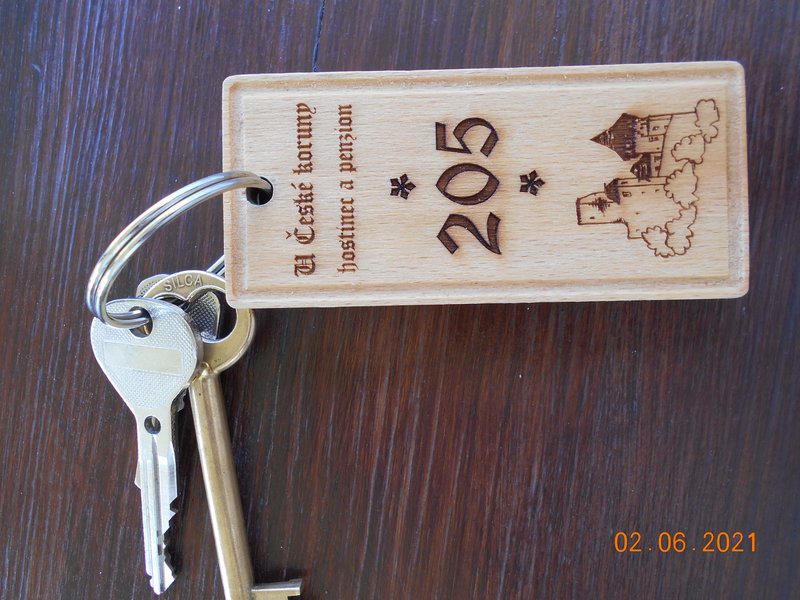 U České koruny
hostinec a penzion
* 205 *
SILCA
02.06.2021